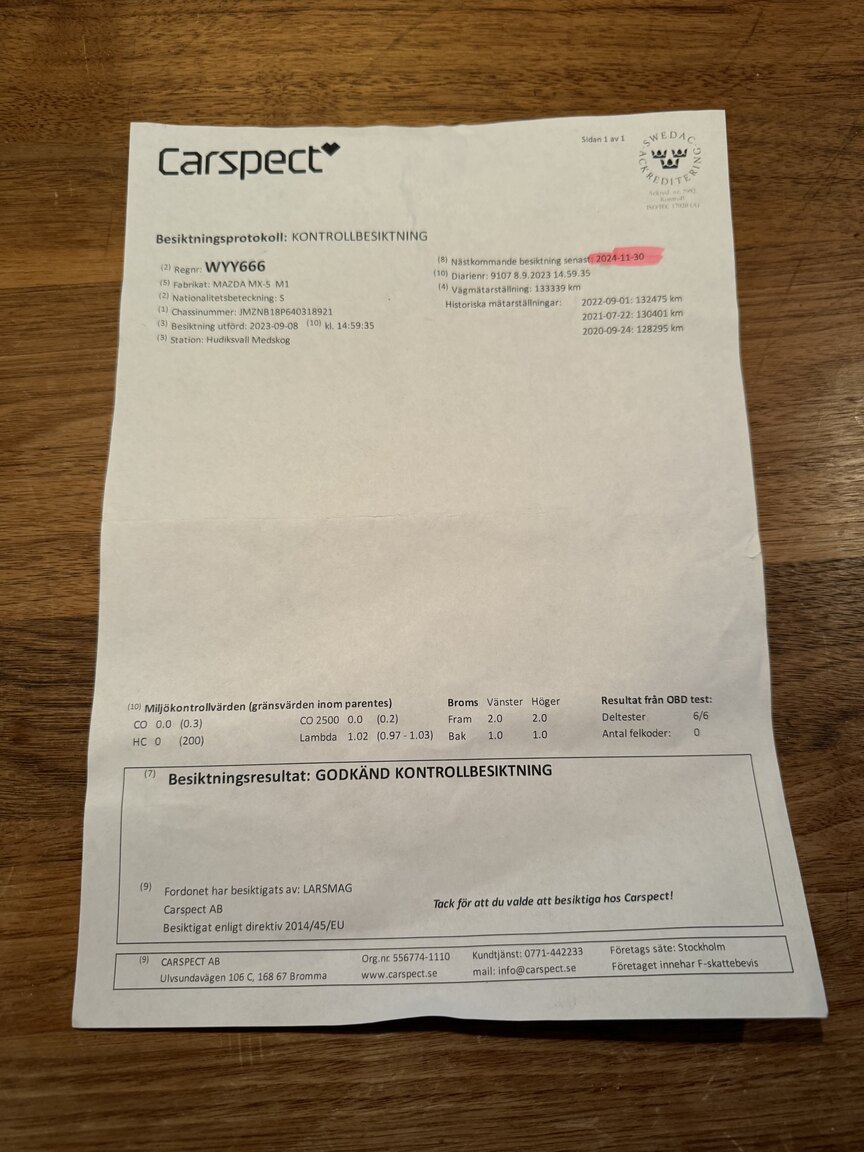 Carspect
Sidan 1 av 1
SWEDAC
ACKREDITERING
Kontroll
ISO/IEC 17020 (A)
Besiktningsprotokoll: KONTROLLBESIKTNING
(2) Regnr: WYY666
(5) Fabrikat: MAZDA MX-5 M1
(2) Nationalitetsbeteckning: S
(1) Chassinummer: JMZNB18P640318921
(3) Besiktning utförd: 2023-09-08 (10) kl. 14:59:35
(3) Station: Hudiksvall Medskog
(8) Nästkommande besiktning senast: 2024-11-30
(10) Diarienr: 9107 8.9.2023 14.59.35
(4) Vägmätarställning: 133339 km
Historiska mätarställningar: 2022-09-01: 132475 km
2021-07-22: 130401 km
2020-09-24: 128295 km
(10) Miljökontrollvärden (gränsvärden inom parentes)
CO 0.0 (0.3) CO 2500 0.0 (0.2)
HC 0 (200) Lambda 1.02 (0.97 - 1.03)
Broms Vänster Höger
Fram 2.0 2.0
Bak 1.0 1.0
Resultat från OBD test:
Deltester 6/6
Antal felkoder: 0
(7) Besiktningsresultat: GODKÄND KONTROLLBESIKTNING
(9) Fordonet har besiktigats av: LARSMAG
Carspect AB
Besiktigat enligt direktiv 2014/45/EU
Tack för att du valde att besiktiga hos Carspect!
(9) CARSPECT AB
Ulvsundavägen 106 C, 168 67 Bromma
Org.nr. 556774-1110
www.carspect.se
Kundtjänst: 0771-442233
mail: info@carspect.se
Företags säte: Stockholm
Företaget innehar F-skattebevis